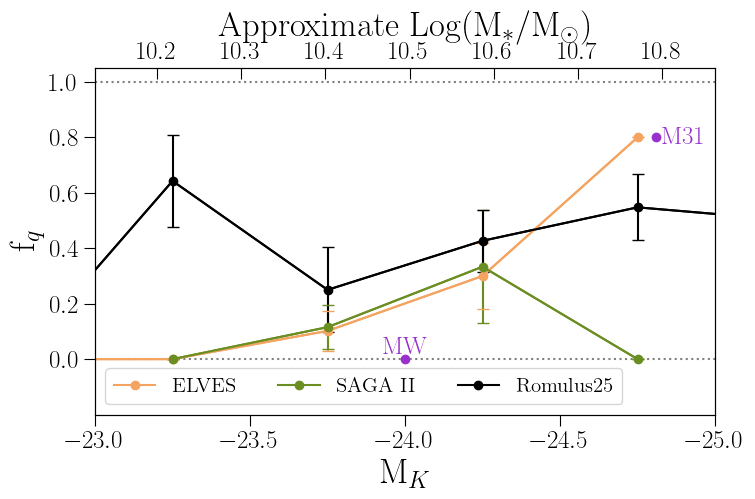 Approximate Log(M*/M☉)
10.2 10.3 10.4 10.5 10.6 10.7 10.8
1.0
0.8
0.6
0.4
0.2
0.0
f_q
M31
MW
ELVES SAGA II Romulus25
−23.0 −23.5 −24.0 −24.5 −25.0
M_K